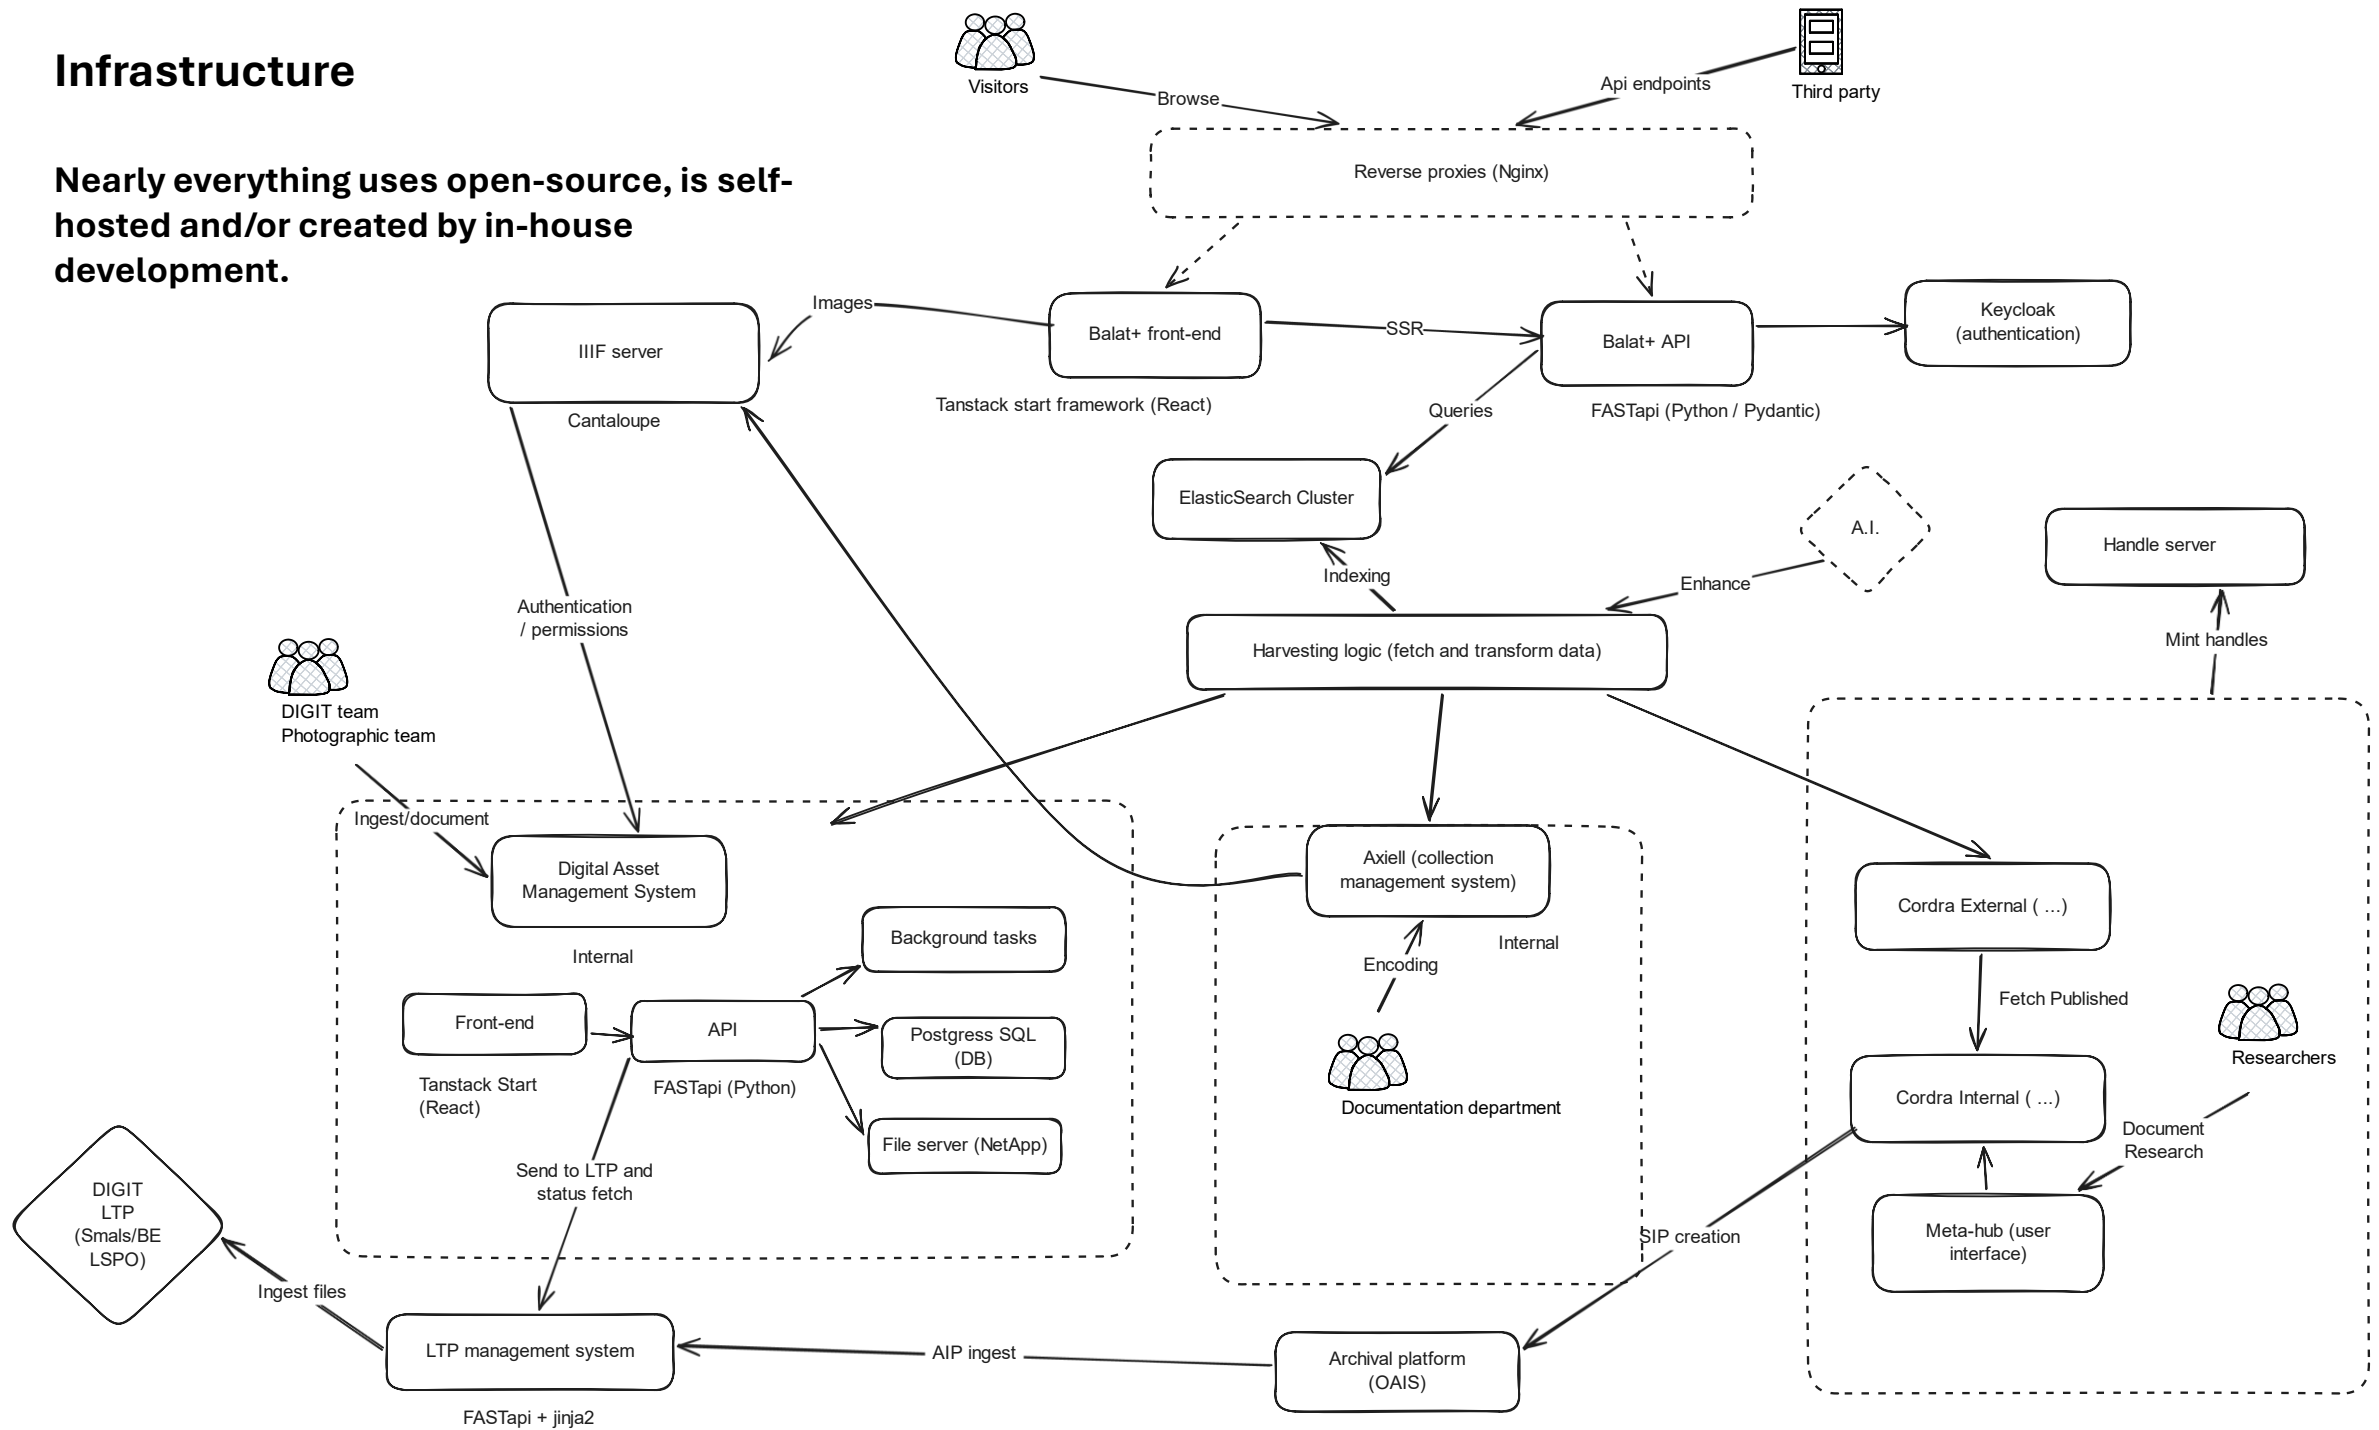 Infrastructure
Nearly everything uses open-source, is self-
hosted and/or created by in-house
development.
Visitors
Browse
Api endpoints
Third party
Reverse proxies (Nginx)
Images
IIIF server
Cantaloupe
Balat+ front-end
Tanstack start framework (React)
SSR
Balat+ API
FASTapi (Python / Pydantic)
Keycloak
(authentication)
Queries
ElasticSearch Cluster
Indexing
A.I.
Enhance
Handle server
Mint handles
Harvesting logic (fetch and transform data)
Authentication
/ permissions
DIGIT team
Photographic team
Ingest/document
Digital Asset
Management System
Internal
Background tasks
Front-end
Tanstack Start
(React)
API
FASTapi (Python)
Postgress SQL
(DB)
File server (NetApp)
Send to LTP and
status fetch
Axiell (collection
management system)
Internal
Encoding
Documentation department
Cordra External ( ...)
Fetch Published
Researchers
Cordra Internal ( ...)
Document
Research
Meta-hub (user
interface)
SIP creation
DIGIT
LTP
(Smals/BE
LSPO)
Ingest files
LTP management system
FASTapi + jinja2
AIP ingest
Archival platform
(OAIS)